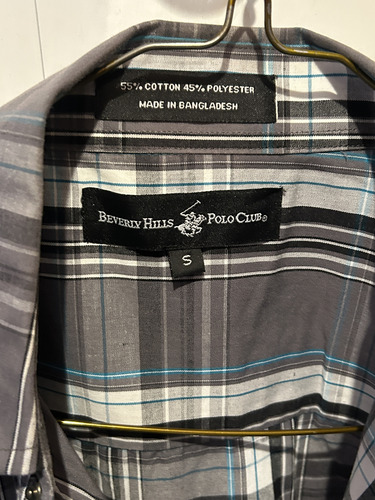 55% COTTON 45% POLYESTER
MADE IN BANGLADESH
BEVERLY HILLS POLO CLUB®
S